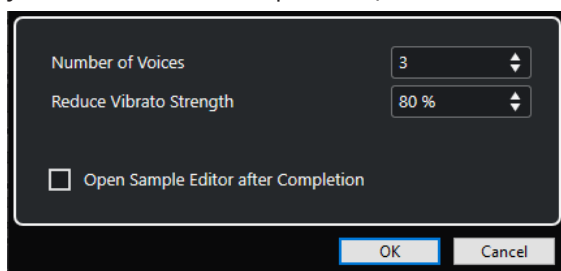 Number of Voices 3
Reduce Vibrato Strength 80 %
Open Sample Editor after Completion
OK Cancel